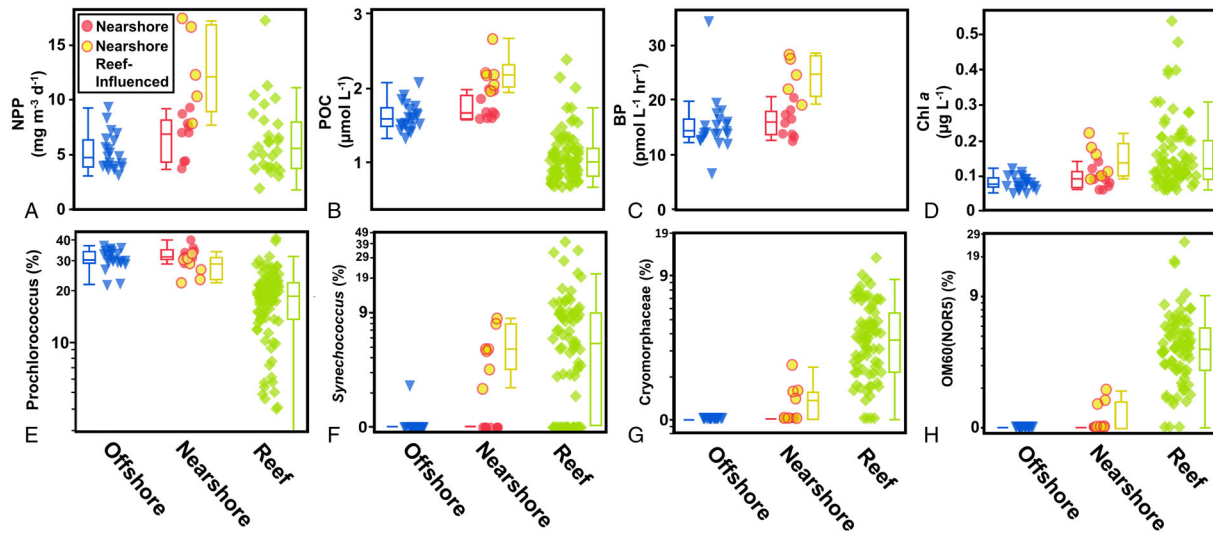 A
NPP
(mg m⁻³ d⁻¹)
15
10
5
0
Nearshore
Nearshore
Reef-
Influenced
B
POC
(µmol L⁻¹)
3
2
1
C
BP
(pmol L⁻¹ hr⁻¹)
30
20
10
0
D
Chl a
(µg L⁻¹)
0.5
0.4
0.3
0.2
0.1
0
E
Prochlorococcus (%)
40
30
20
10
F
Synechococcus (%)
49
29
19
9
0
G
Cryomorphaceae (%)
19
9
0
H
OM60(NOR5) (%)
29
9
0
Offshore
Nearshore
Reef
Offshore
Nearshore
Reef
Offshore
Nearshore
Reef
Offshore
Nearshore
Reef